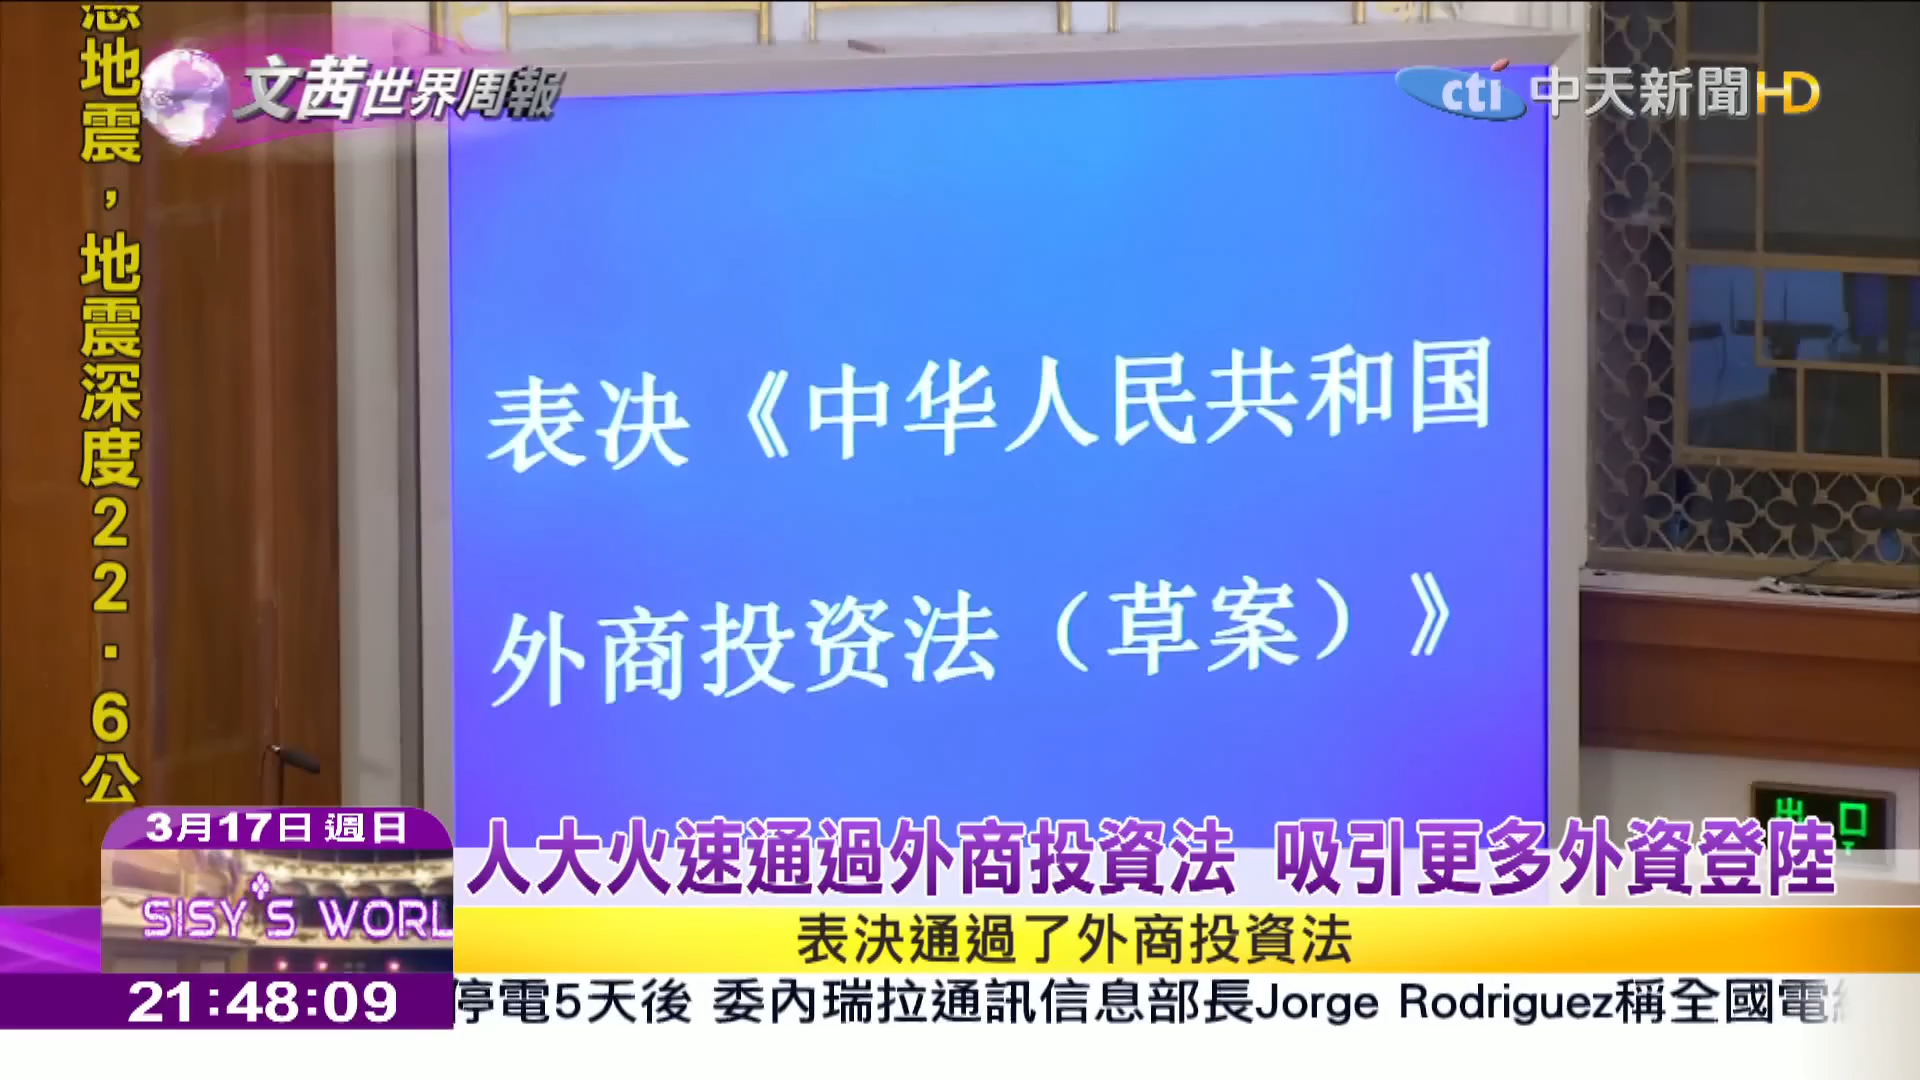 地震，地震深度22.6公
文茜世界周報
cti 中天新聞HD
表决《中华人民共和国
外商投资法（草案）》
出口
3月17日 週日
人大火速通過外商投資法 吸引更多外資登陸
SISY'S WORL
表決通過了外商投資法
21:48:09
停電5天後 委內瑞拉通訊信息部長Jorge Rodriguez稱全國電